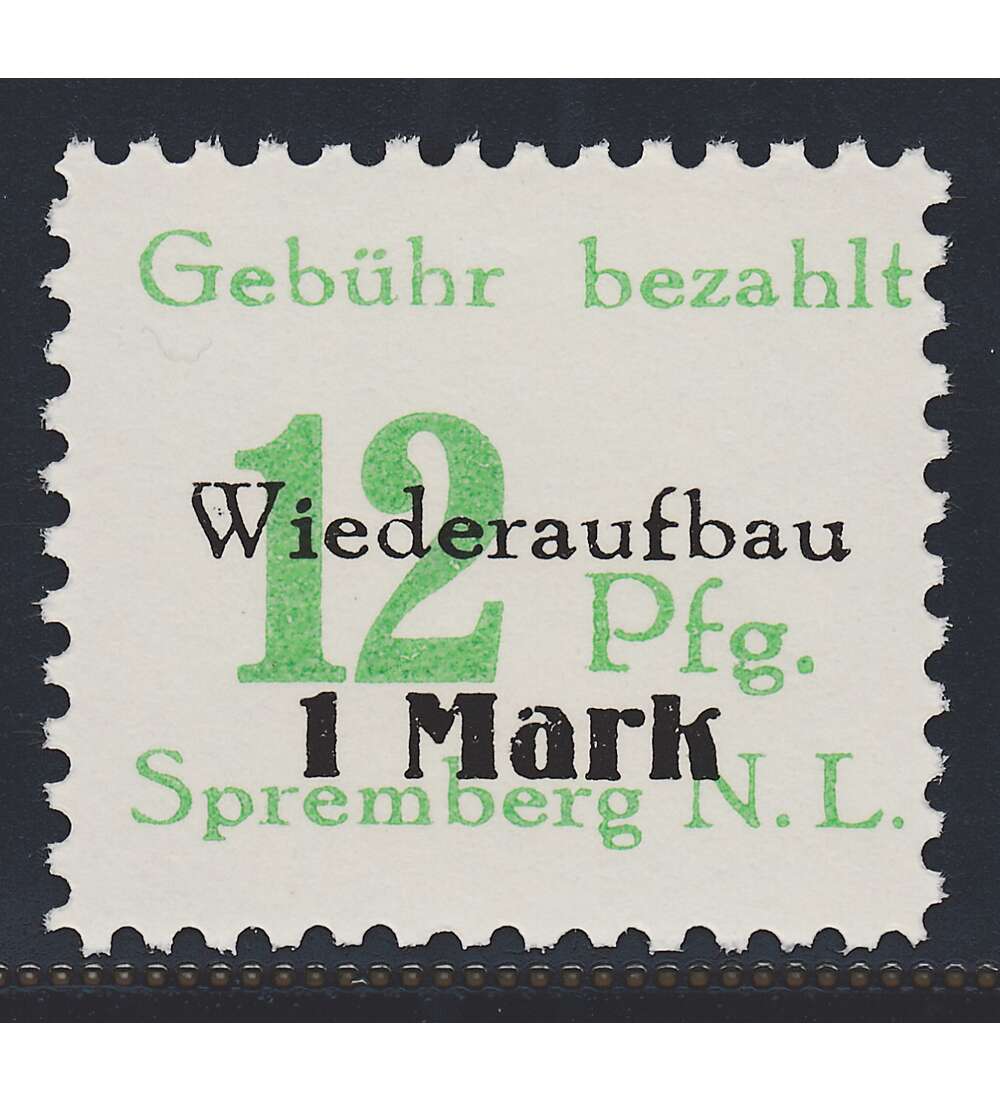 Gebühr bezahlt
12 Pfg.
Wiederaufbau
1 Mark
Spremberg N. L.